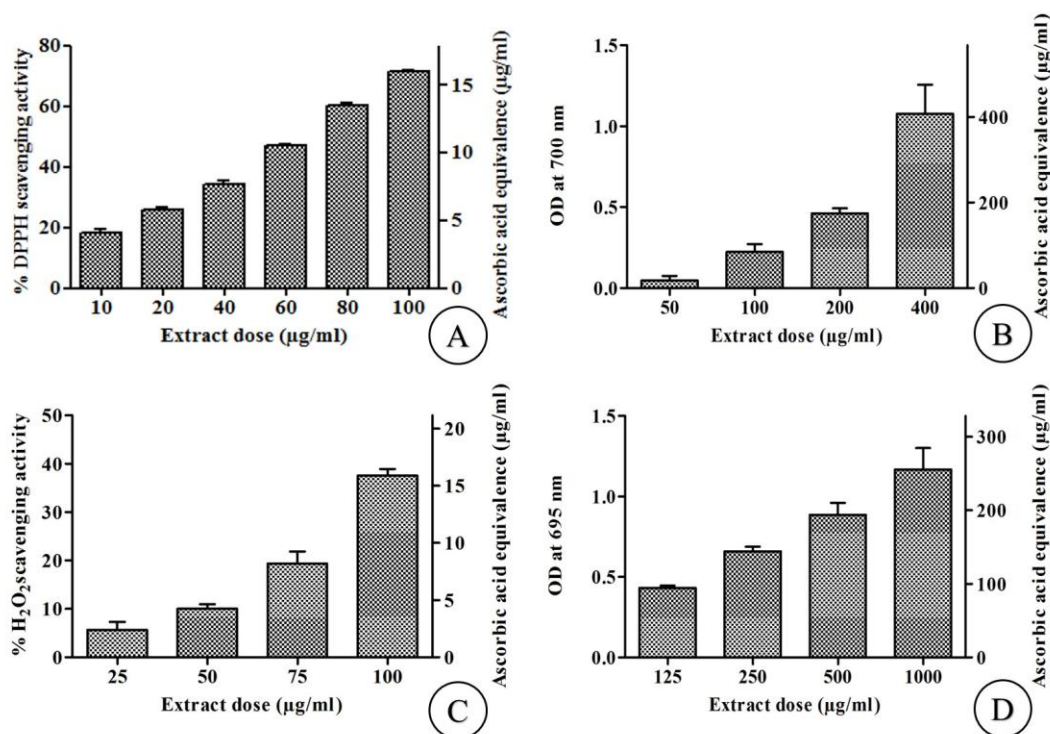 % DPPH scavenging activity
80
60
40
20
0
10 20 40 60 80 100
Extract dose (µg/ml)
15
10
5
0
Ascorbic acid equivalence (µg/ml)
A
OD at 700 nm
1.5
1.0
0.5
0.0
50 100 200 400
Extract dose (µg/ml)
400
200
0
Ascorbic acid equivalence (µg/ml)
B
% H₂O₂scavenging activity
50
40
30
20
10
0
25 50 75 100
Extract dose (µg/ml)
20
15
10
5
0
Ascorbic acid equivalence (µg/ml)
C
OD at 695 nm
1.5
1.0
0.5
0.0
125 250 500 1000
Extract dose (µg/ml)
300
200
100
0
Ascorbic acid equivalence (µg/ml)
D